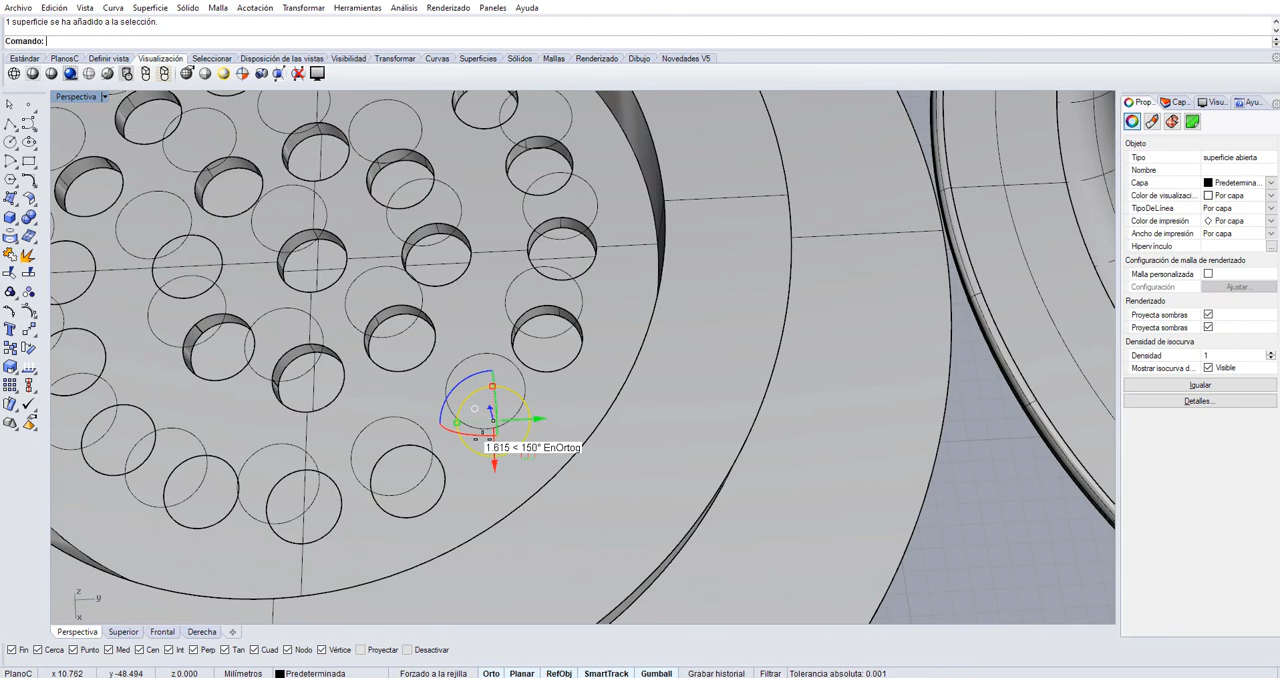 Archivo Edición Vista Curva Superficie Sólido Malla Acotación Transformar Herramientas Análisis Renderizado Paneles Ayuda
1 superficie se ha añadido a la selección.
Comando:
Estándar PlanosC Definir vista Visualización Seleccionar Disposición de las vistas Visibilidad Transformar Curvas Superficies Sólidos Mallas Renderizado Dibujo Novedades V5
Perspectiva
Prop... Cap... Visu... Ayu...
Objeto
Tipo superficie abierta
Nombre
Capa Predetermina...
Color de visualizaci... Por capa
TipoDeLínea Por capa
Color de impresión Por capa
Ancho de impresión Por capa
Hipervínculo ...
Configuración de malla de renderizado
Malla personalizada
Configuración Ajustar...
Renderizado
Proyecta sombras
Proyecta sombras
Densidad de isocurva
Densidad 1
Mostrar isocurva d... Visible
Igualar
Detalles...
1.615 < 150° EnOrtog
z
y
x
Perspectiva Superior Frontal Derecha
Fin Cerca Punto Med Cen Int Perp Tan Cuad Nodo Vértice Proyectar Desactivar
PlanoC x 10.762 y -48.494 z 0.000 Milímetros Predeterminada Forzado a la rejilla Orto Planar RefObj SmartTrack Gumball Grabar historial Filtrar Tolerancia absoluta: 0.001